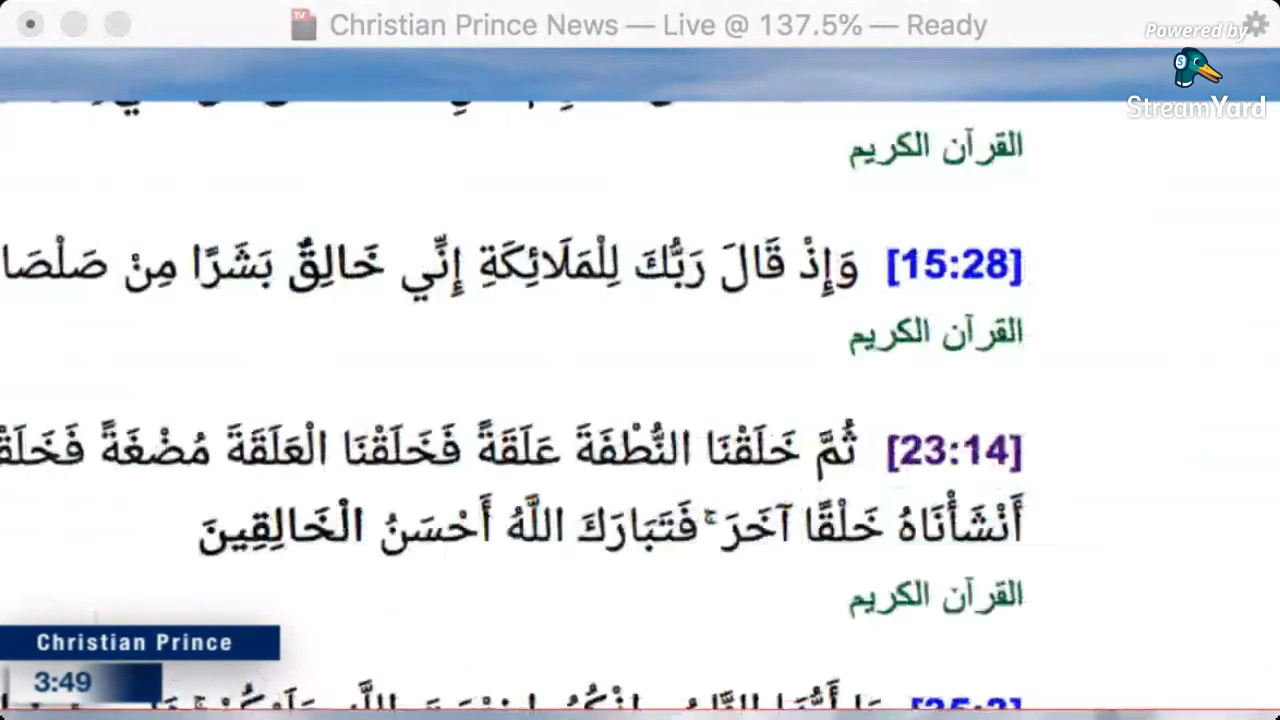 Christian Prince News — Live @ 137.5% — Ready
Powered by
StreamYard
القرآن الكريم
[15:28] وَإِذْ قَالَ رَبُّكَ لِلْمَلَائِكَةِ إِنِّي خَالِقٌ بَشَرًا مِنْ
القرآن الكريم
[23:14] ثُمَّ خَلَقْنَا النُّطْفَةَ عَلَقَةً فَخَلَقْنَا الْعَلَقَةَ مُضْغَةً
أَنْشَأْنَاهُ خَلْقًا آخَرَ ۚ فَتَبَارَكَ اللَّهُ أَحْسَنُ الْخَالِقِينَ
القرآن الكريم
Christian Prince
3:49